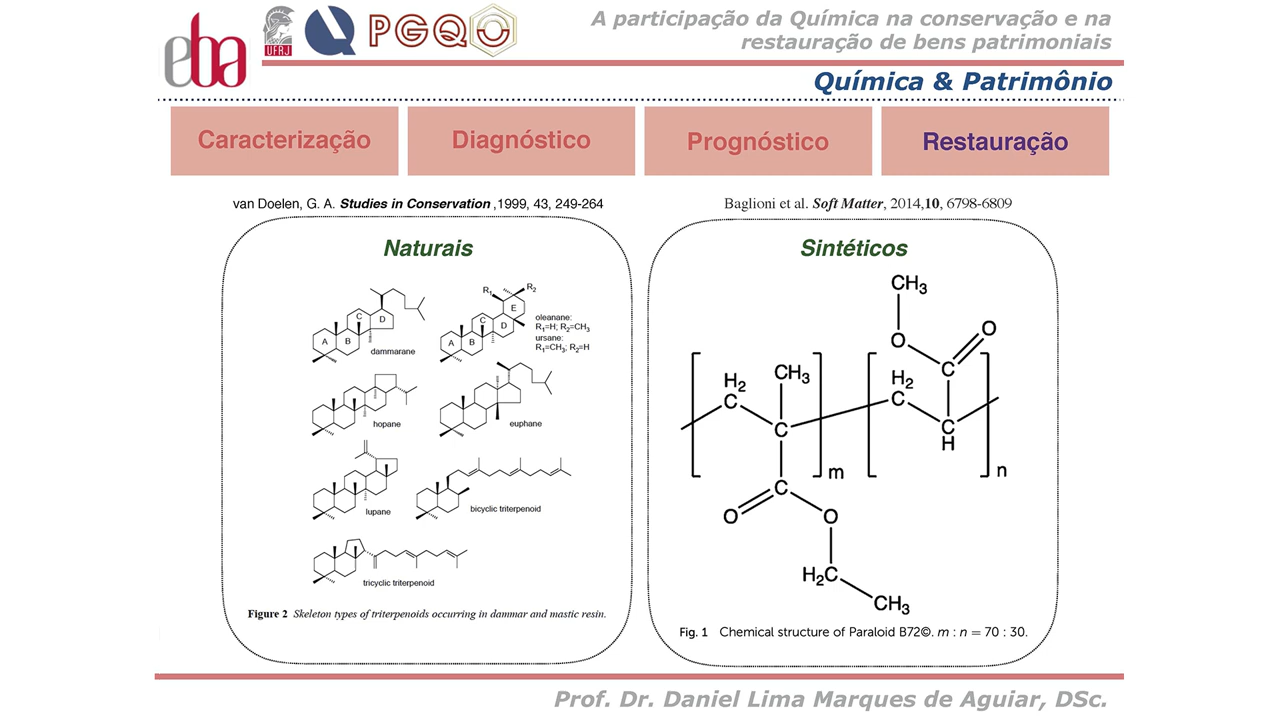 eba
UFRJ
PGQ
A participação da Química na conservação e na
restauração de bens patrimoniais
Química & Patrimônio
Caracterização
Diagnóstico
Prognóstico
Restauração
van Doelen, G. A. Studies in Conservation ,1999, 43, 249-264
Naturais
A B C D
dammarane
R1 R2
A B C D E
oleanane:
R1=H; R2=CH3
ursane:
R1=CH3; R2=H
hopane
euphane
lupane
bicyclic triterpenoid
tricyclic triterpenoid
Figure 2 Skeleton types of triterpenoids occurring in dammar and mastic resin.
Baglioni et al. Soft Matter, 2014,10, 6798-6809
Sintéticos
CH3
O
O
C
H2
C
CH3
H2
C
C
C
H
m
n
C
O
O
H2C
CH3
Fig. 1 Chemical structure of Paraloid B72©. m : n = 70 : 30.
Prof. Dr. Daniel Lima Marques de Aguiar, DSc.